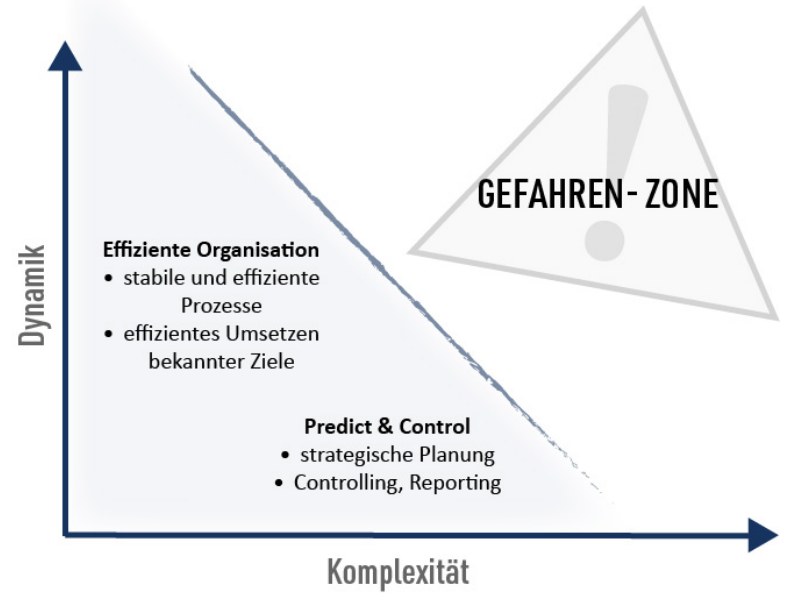 GEFAHREN- ZONE
Dynamik
Effiziente Organisation
• stabile und effiziente
Prozesse
• effizientes Umsetzen
bekannter Ziele
Predict & Control
• strategische Planung
• Controlling, Reporting
Komplexität